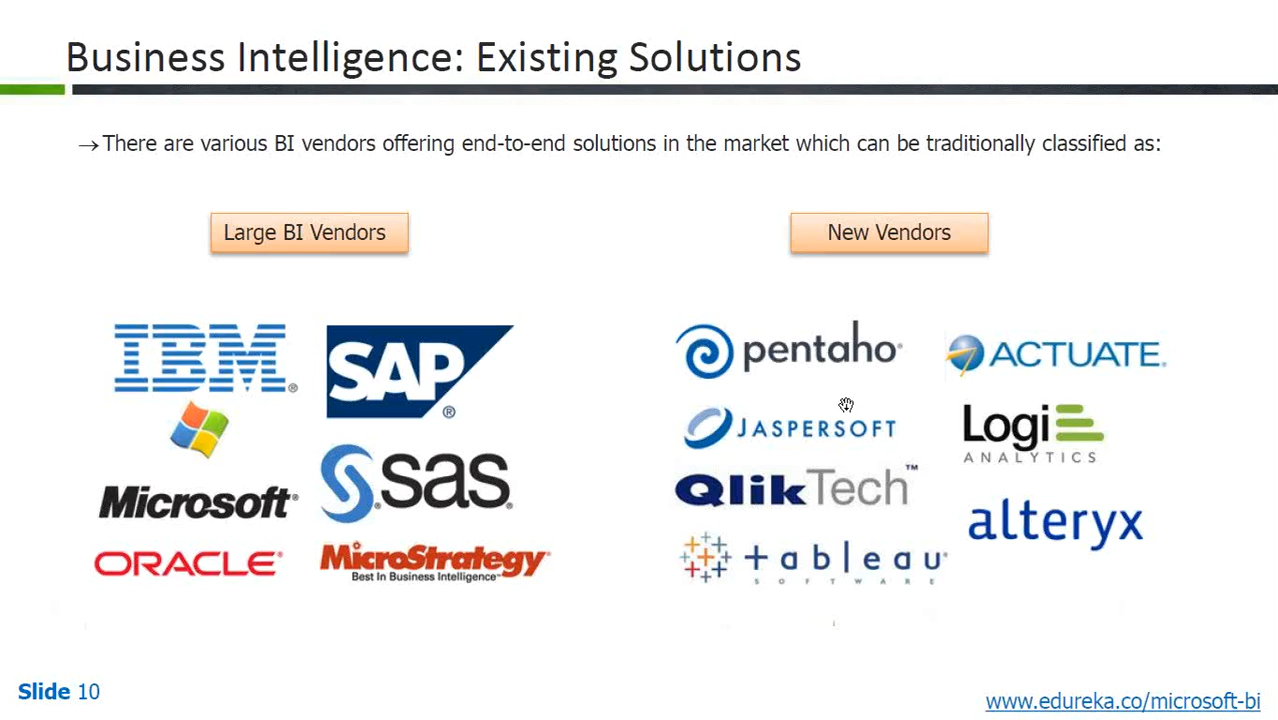 Business Intelligence: Existing Solutions
→There are various BI vendors offering end-to-end solutions in the market which can be traditionally classified as:
Large BI Vendors
New Vendors
IBM®
SAP®
Microsoft®
sas®
ORACLE®
MicroStrategy®
Best In Business Intelligence™
pentaho®
ACTUATE®
JASPERSOFT
Logi
ANALYTICS
QlikTech™
alteryx
tableau®
SOFTWARE
Slide 10
www.edureka.co/microsoft-bi